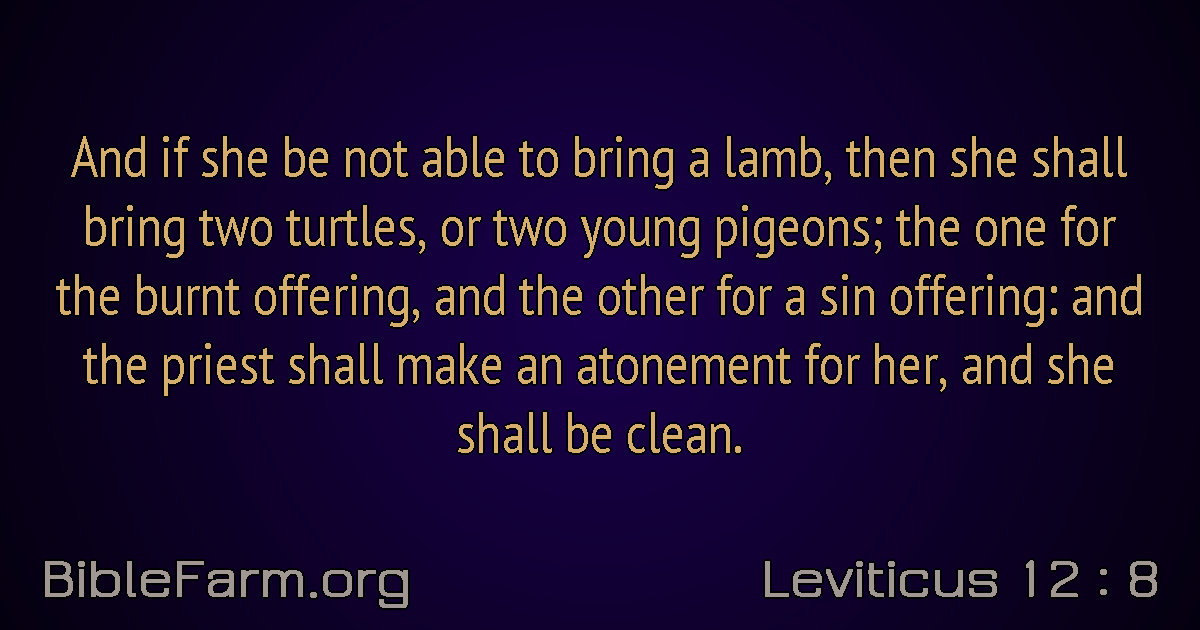 And if she be not able to bring a lamb, then she shall
bring two turtles, or two young pigeons; the one for
the burnt offering, and the other for a sin offering: and
the priest shall make an atonement for her, and she
shall be clean.
BibleFarm.org
Leviticus 12 : 8